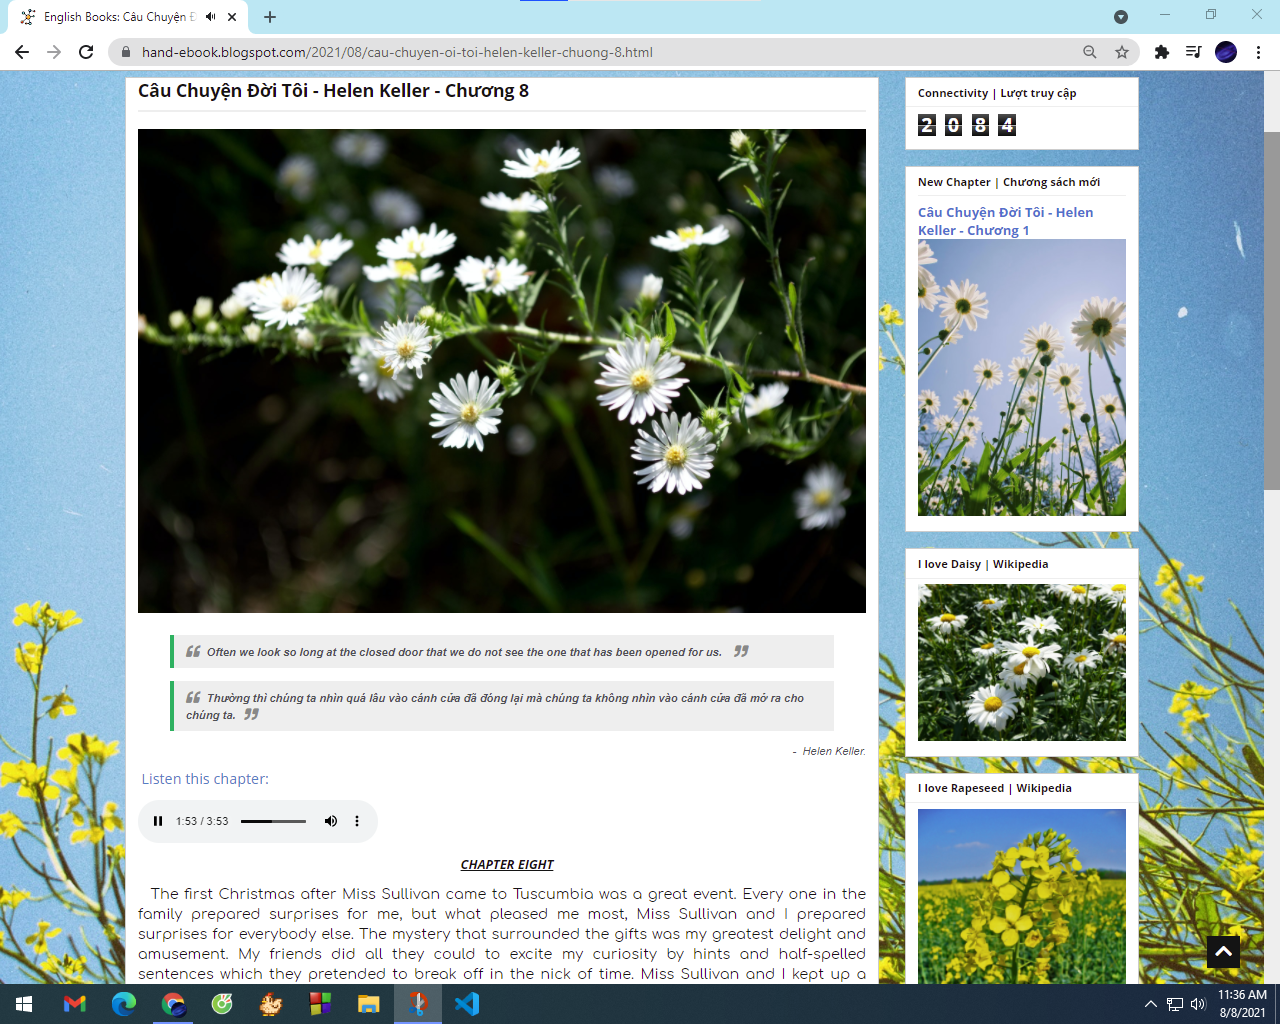 English Books: Câu Chuyện Đ
hand-ebook.blogspot.com/2021/08/cau-chuyen-oi-toi-helen-keller-chuong-8.html
Câu Chuyện Đời Tôi - Helen Keller - Chương 8
Often we look so long at the closed door that we do not see the one that has been opened for us.
Thường thì chúng ta nhìn quá lâu vào cánh cửa đã đóng lại mà chúng ta không nhìn vào cánh cửa đã mở ra cho
chúng ta.
- Helen Keller.
Listen this chapter:
1:53 / 3:53
CHAPTER EIGHT
The first Christmas after Miss Sullivan came to Tuscumbia was a great event. Every one in the
family prepared surprises for me, but what pleased me most, Miss Sullivan and I prepared
surprises for everybody else. The mystery that surrounded the gifts was my greatest delight and
amusement. My friends did all they could to excite my curiosity by hints and half-spelled
sentences which they pretended to break off in the nick of time. Miss Sullivan and I kept up a
Connectivity | Lượt truy cập
2 0 8 4
New Chapter | Chương sách mới
Câu Chuyện Đời Tôi - Helen
Keller - Chương 1
I love Daisy | Wikipedia
I love Rapeseed | Wikipedia
11:36 AM
8/8/2021